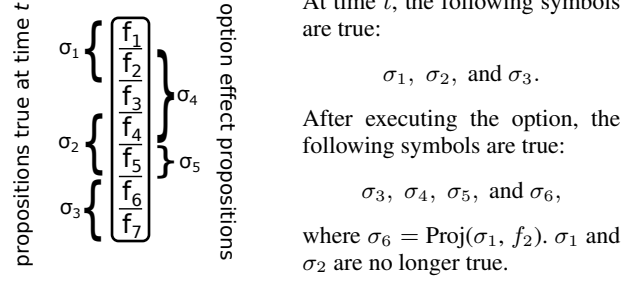 propositions true at time t
σ1
σ2
σ3
f1
f2
f3
f4
f5
f6
f7
σ4
σ5
option effect propositions
At time t, the following symbols
are true:
σ1, σ2, and σ3.
After executing the option, the
following symbols are true:
σ3, σ4, σ5, and σ6,
where σ6 = Proj(σ1, f2). σ1 and
σ2 are no longer true.